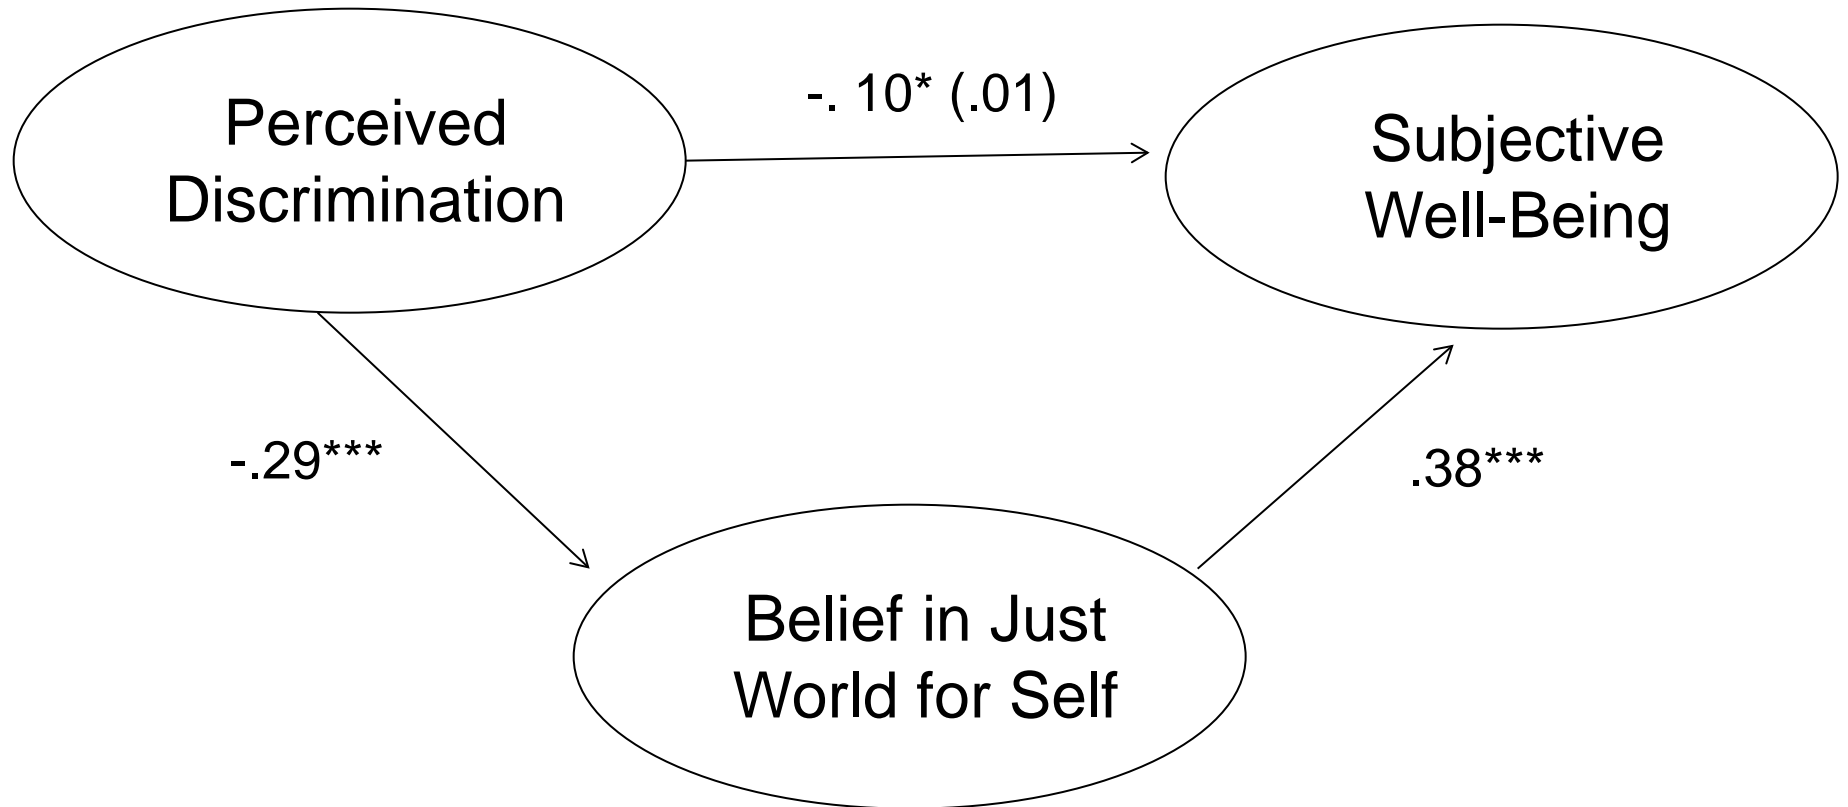 Perceived
Discrimination
-. 10* (.01)
Subjective
Well-Being
-.29***
.38***
Belief in Just
World for Self